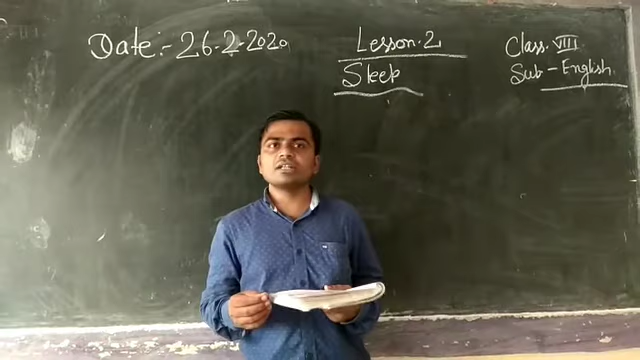 Date:- 26-2-2020
Lesson.2
Sleep
Class. VIII
Sub - English.